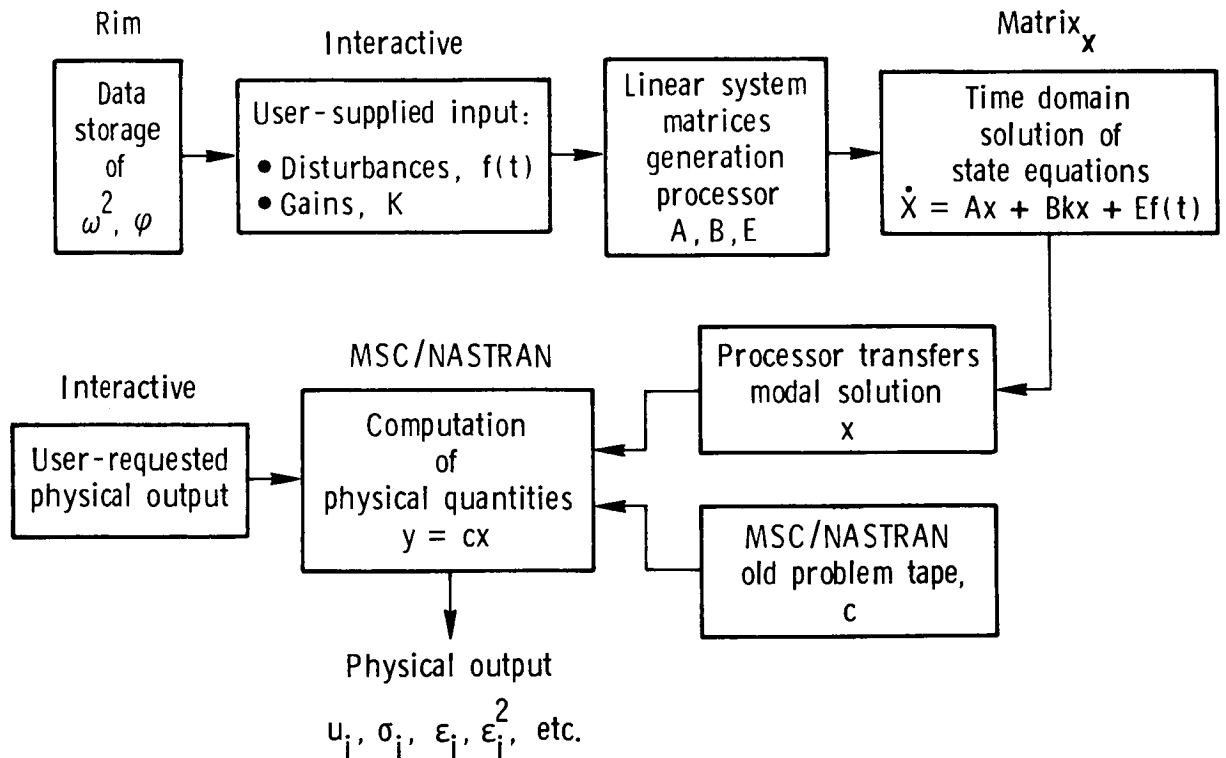 Rim
Data
storage
of
ω², φ
Interactive
User-supplied input:
• Disturbances, f(t)
• Gains, K
Linear system
matrices
generation
processor
A, B, E
Matrixₓ
Time domain
solution of
state equations
Ẋ = Ax + Bkx + Ef(t)
Interactive
User-requested
physical output
MSC/NASTRAN
Computation
of
physical quantities
y = cx
Processor transfers
modal solution
x
MSC/NASTRAN
old problem tape,
c
Physical output
uᵢ, σᵢ, εᵢ, εᵢ², etc.